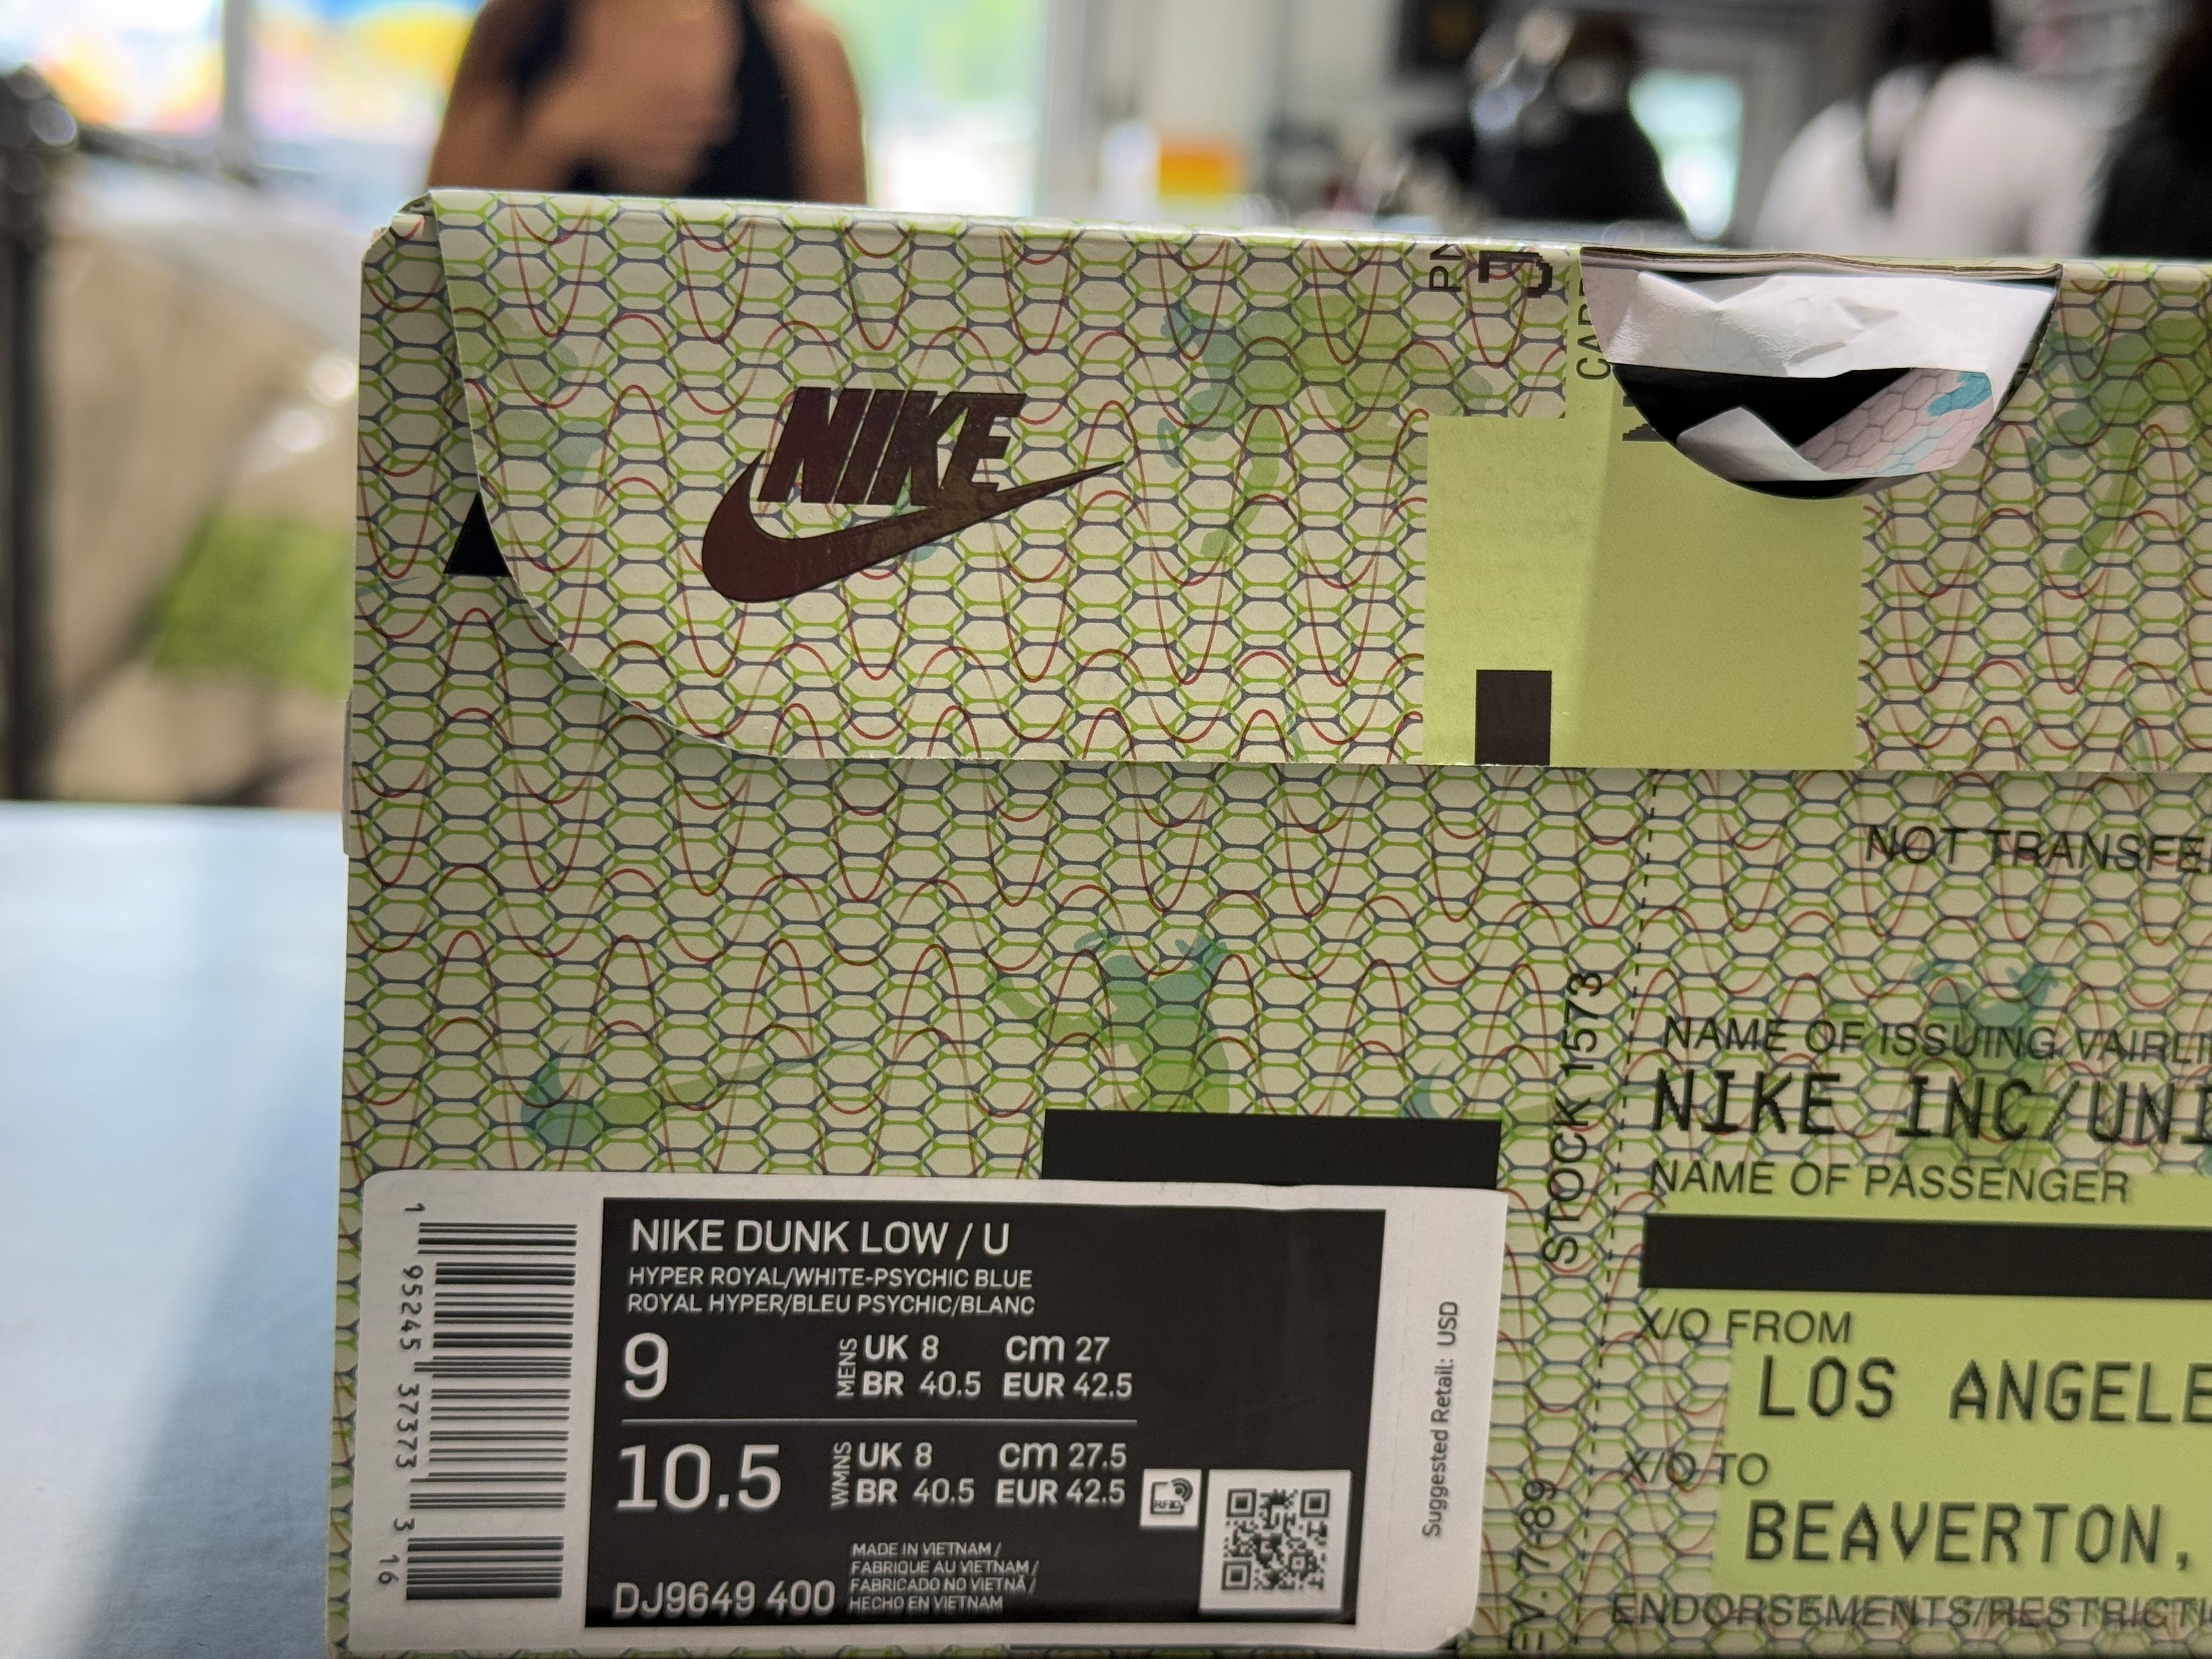 NIKE
NOT TRANSFE
STOCK 1573
NAME OF ISSUING
NIKE INC/UNI
NAME OF PASSENGER
X/O FROM
LOS ANGELE
X/O TO
BEAVERTON,
ENDORSEMENTS/RESTRICTI
1 95245 37373 3 16
NIKE DUNK LOW / U
HYPER ROYAL/WHITE-PSYCHIC BLUE
ROYAL HYPER/BLEU PSYCHIC/BLANC
9 MENS UK 8 cm 27
BR 40.5 EUR 42.5
10.5 WMNS UK 8 cm 27.5
BR 40.5 EUR 42.5
RFID
MADE IN VIETNAM /
FABRIQUE AU VIETNAM /
FABRICADO NO VIETNÃ /
HECHO EN VIETNAM
DJ9649 400
Suggested Retail: USD